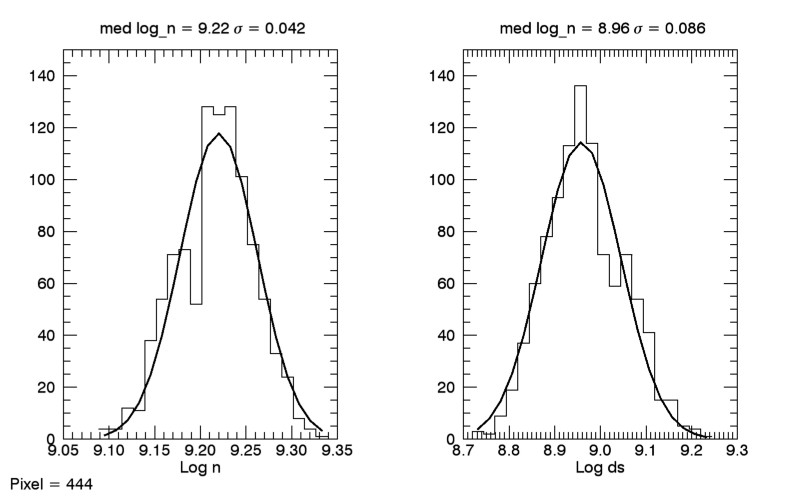 med log_n = 9.22 σ = 0.042
med log_n = 8.96 σ = 0.086
140
120
100
80
60
40
20
0
9.05 9.10 9.15 9.20 9.25 9.30 9.35
Log n
140
120
100
80
60
40
20
0
8.7 8.8 8.9 9.0 9.1 9.2 9.3
Log ds
Pixel = 444